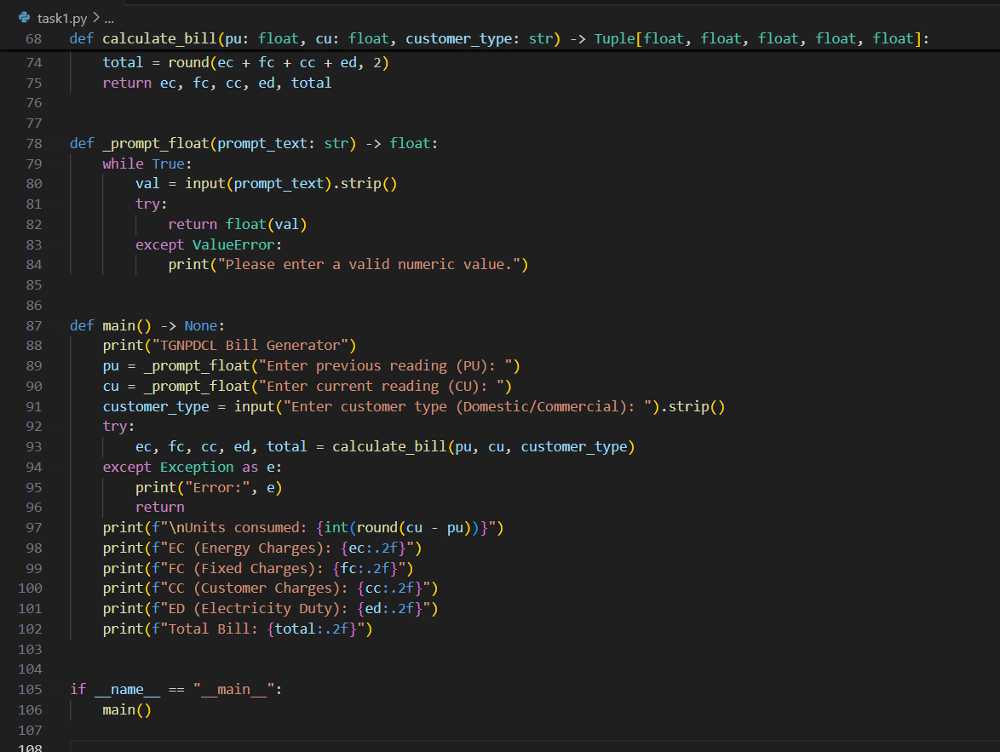 task1.py > ...
68 def calculate_bill(pu: float, cu: float, customer_type: str) -> Tuple[float, float, float, float, float]:
74     total = round(ec + fc + cc + ed, 2)
75     return ec, fc, cc, ed, total
76
77
78 def _prompt_float(prompt_text: str) -> float:
79     while True:
80         val = input(prompt_text).strip()
81         try:
82             return float(val)
83         except ValueError:
84             print("Please enter a valid numeric value.")
85
86
87 def main() -> None:
88     print("TGNPDCL Bill Generator")
89     pu = _prompt_float("Enter previous reading (PU): ")
90     cu = _prompt_float("Enter current reading (CU): ")
91     customer_type = input("Enter customer type (Domestic/Commercial): ").strip()
92     try:
93         ec, fc, cc, ed, total = calculate_bill(pu, cu, customer_type)
94     except Exception as e:
95         print("Error:", e)
96         return
97     print(f"\nUnits consumed: {int(round(cu - pu))}")
98     print(f"EC (Energy Charges): {ec:.2f}")
99     print(f"FC (Fixed Charges): {fc:.2f}")
100     print(f"CC (Customer Charges): {cc:.2f}")
101     print(f"ED (Electricity Duty): {ed:.2f}")
102     print(f"Total Bill: {total:.2f}")
103
104
105 if __name__ == "__main__":
106     main()
107
108